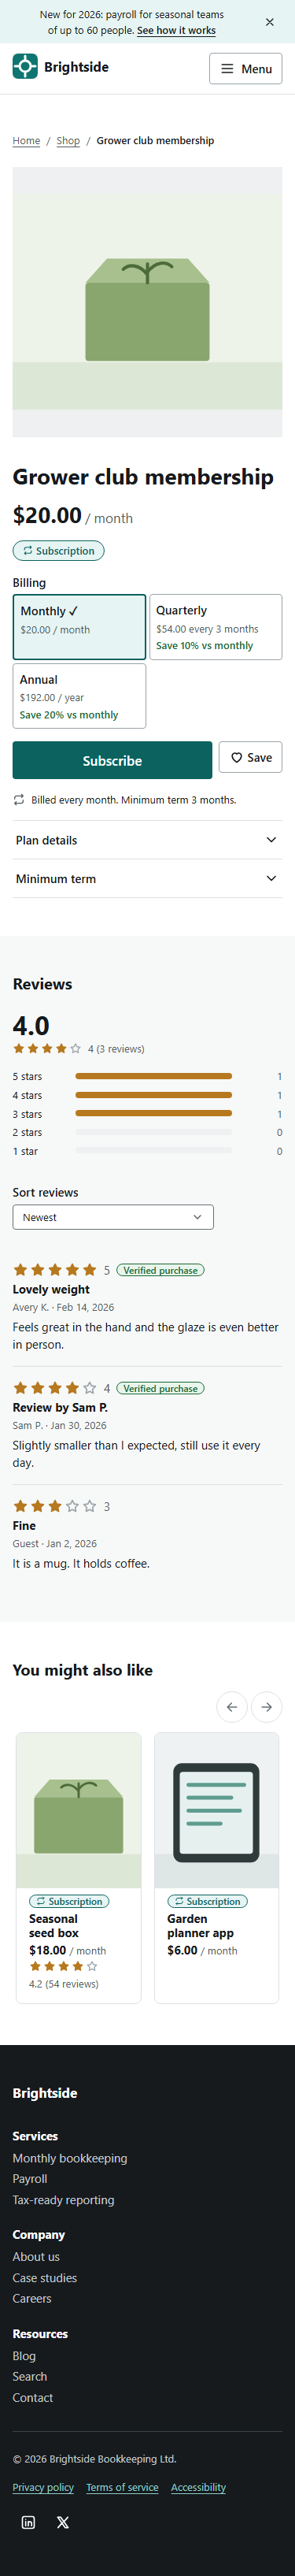 New for 2026: payroll for seasonal teams
of up to 60 people. See how it works
Brightside
Menu
Home / Shop / Grower club membership
Grower club membership
$20.00 / month
Subscription
Billing
Monthly ✓
$20.00 / month
Quarterly
$54.00 every 3 months
Save 10% vs monthly
Annual
$192.00 / year
Save 20% vs monthly
Subscribe
Save
Billed every month. Minimum term 3 months.
Plan details
Minimum term
Reviews
4.0
4 (3 reviews)
5 stars 1
4 stars 1
3 stars 1
2 stars 0
1 star 0
Sort reviews
Newest
5 Verified purchase
Lovely weight
Avery K. · Feb 14, 2026
Feels great in the hand and the glaze is even better
in person.
4 Verified purchase
Review by Sam P.
Sam P. · Jan 30, 2026
Slightly smaller than I expected, still use it every
day.
3
Fine
Guest · Jan 2, 2026
It is a mug. It holds coffee.
You might also like
Subscription
Seasonal
seed box
$18.00 / month
4.2 (54 reviews)
Subscription
Garden
planner app
$6.00 / month
Brightside
Services
Monthly bookkeeping
Payroll
Tax-ready reporting
Company
About us
Case studies
Careers
Resources
Blog
Search
Contact
© 2026 Brightside Bookkeeping Ltd.
Privacy policy Terms of service Accessibility